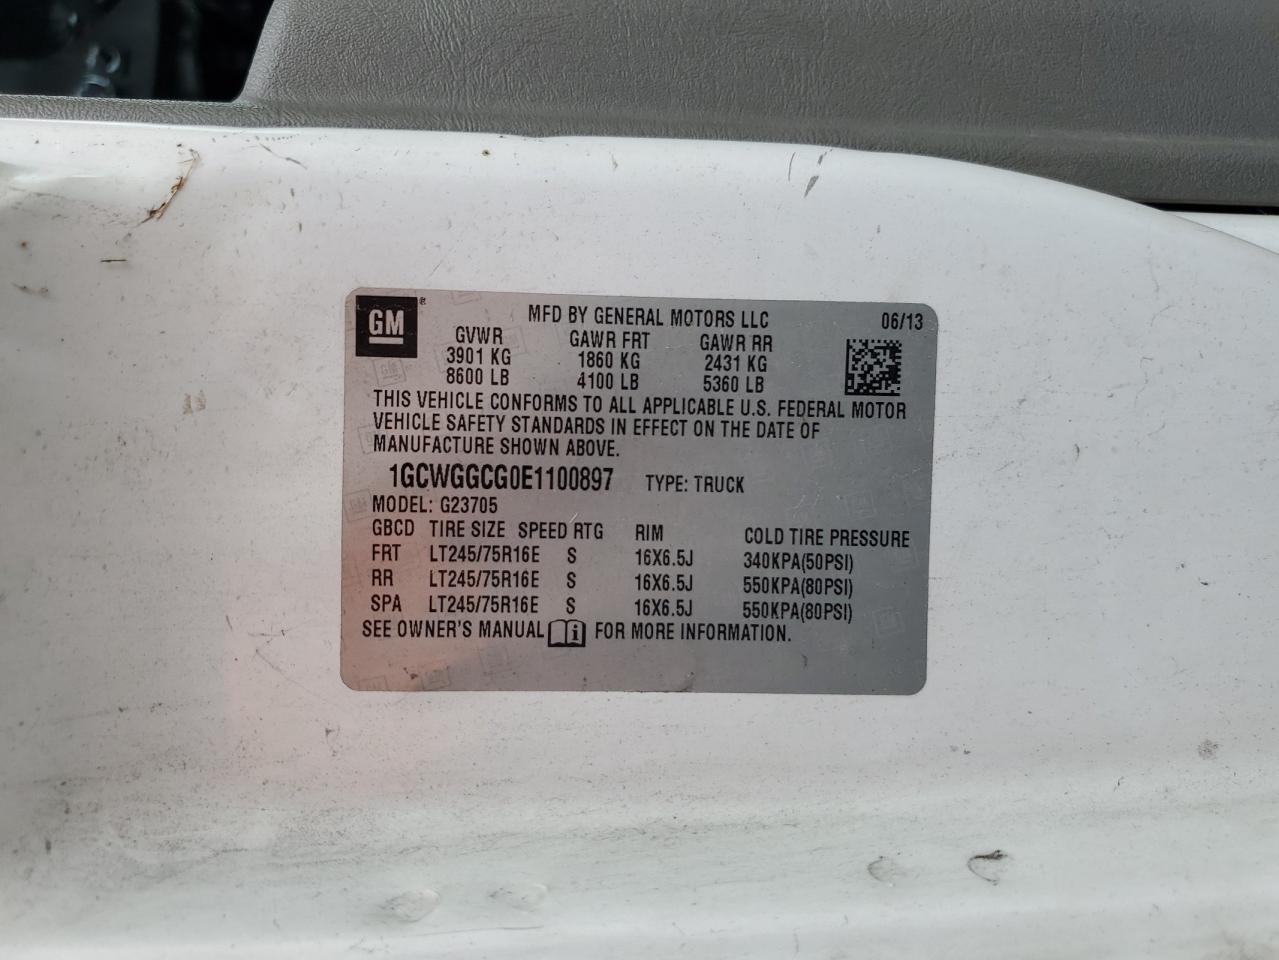 GM ® MFD BY GENERAL MOTORS LLC 06/13
GVWR GAWR FRT GAWR RR
3901 KG 1860 KG 2431 KG
8600 LB 4100 LB 5360 LB
THIS VEHICLE CONFORMS TO ALL APPLICABLE U.S. FEDERAL MOTOR
VEHICLE SAFETY STANDARDS IN EFFECT ON THE DATE OF
MANUFACTURE SHOWN ABOVE.
1GCWGGCG0E1100897 TYPE: TRUCK
MODEL: G23705
GBCD TIRE SIZE SPEED RTG RIM COLD TIRE PRESSURE
FRT LT245/75R16E S 16X6.5J 340KPA(50PSI)
RR LT245/75R16E S 16X6.5J 550KPA(80PSI)
SPA LT245/75R16E S 16X6.5J 550KPA(80PSI)
SEE OWNER'S MANUAL i FOR MORE INFORMATION.